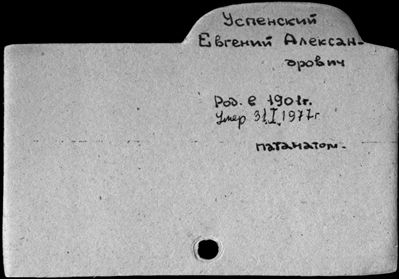 Успенский
Евгений Алексан-
дрович
Род. в 1901г.
Умер 31.I.1977г
патанатом.